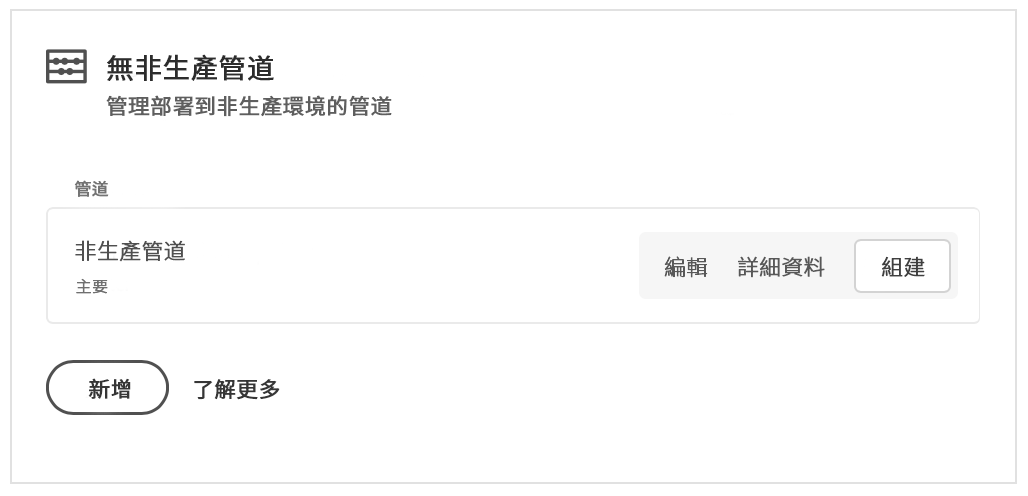 無非生產管道
管理部署到非生產環境的管道
管道
非生產管道
主要
編輯 詳細資料 組建
新增 了解更多